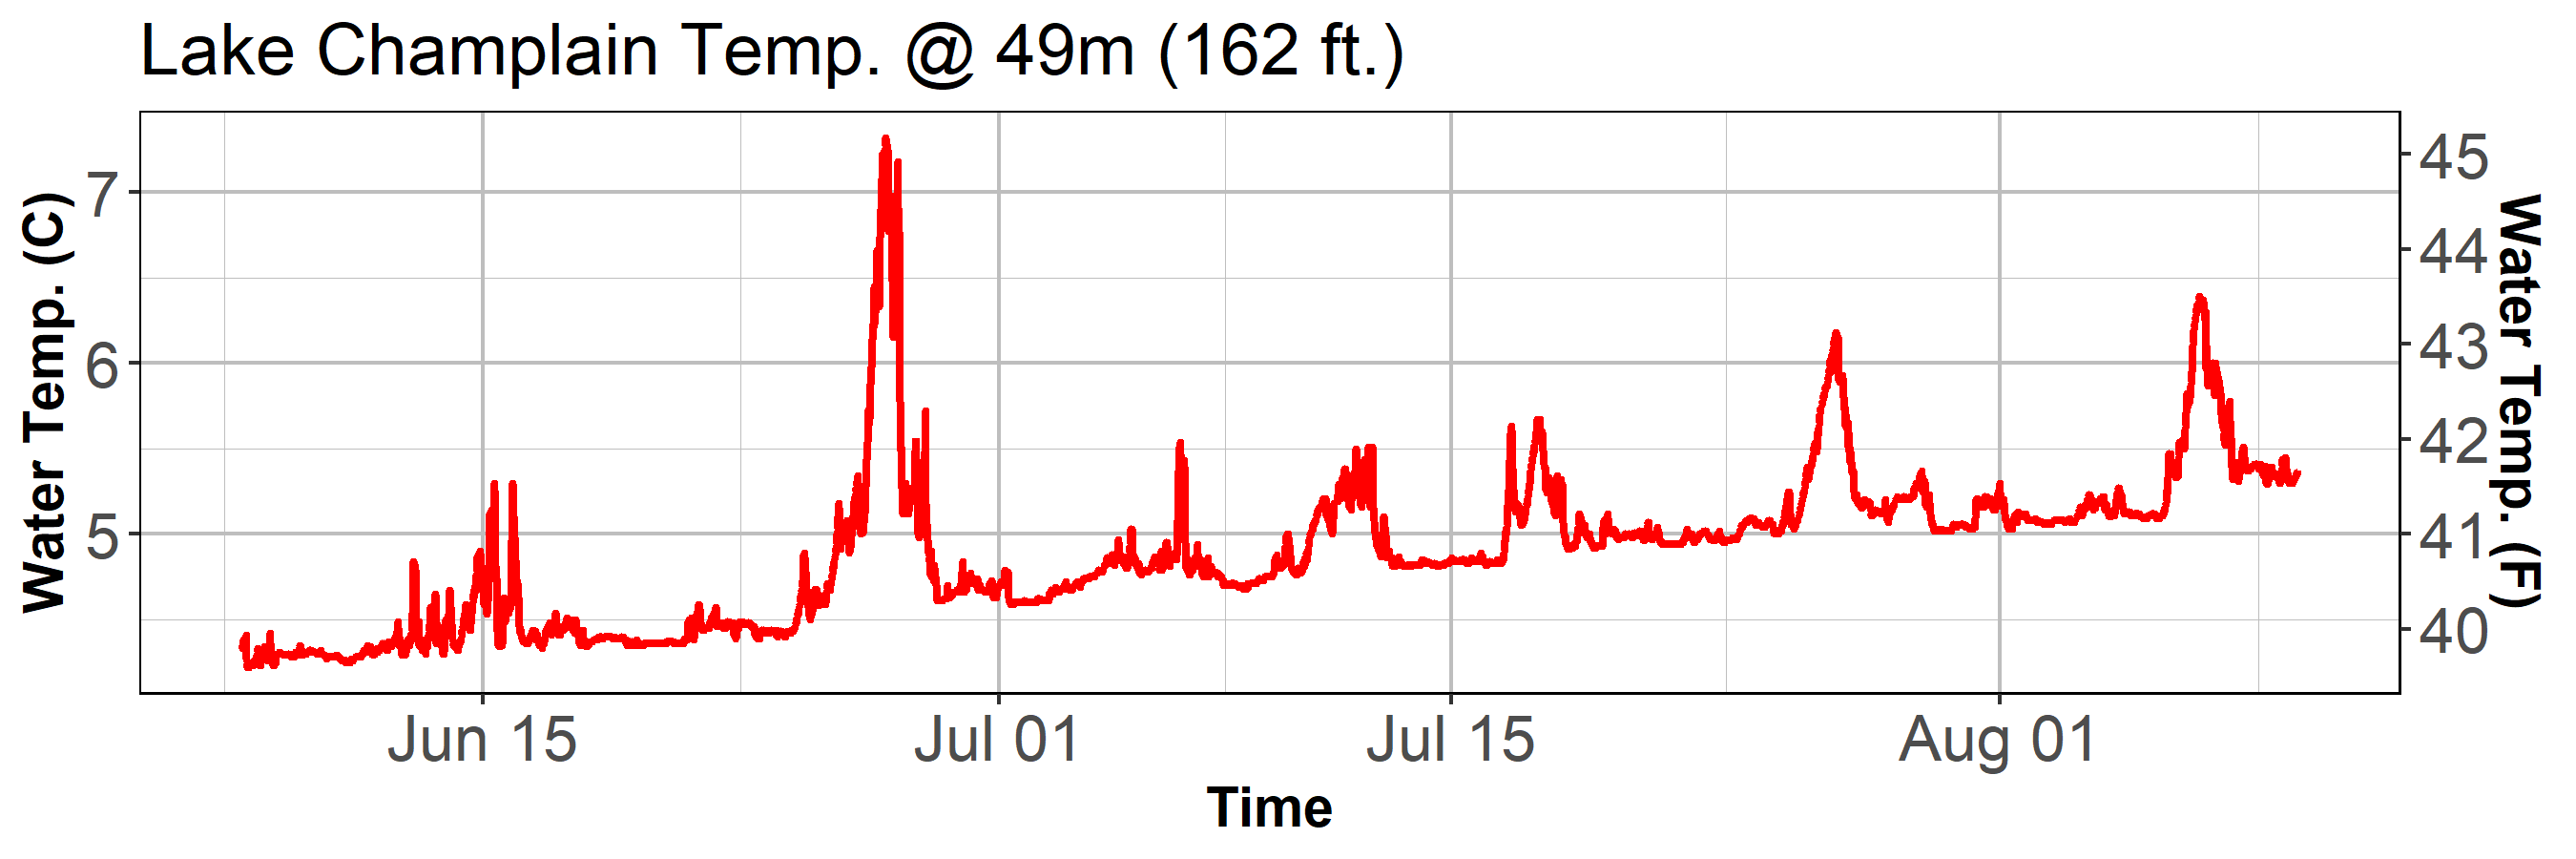 Lake Champlain Temp. @ 49m (162 ft.)
Water Temp. (C)
7
6
5
45
44
43
42
41
40
Water Temp. (F)
Jun 15
Jul 01
Jul 15
Aug 01
Time